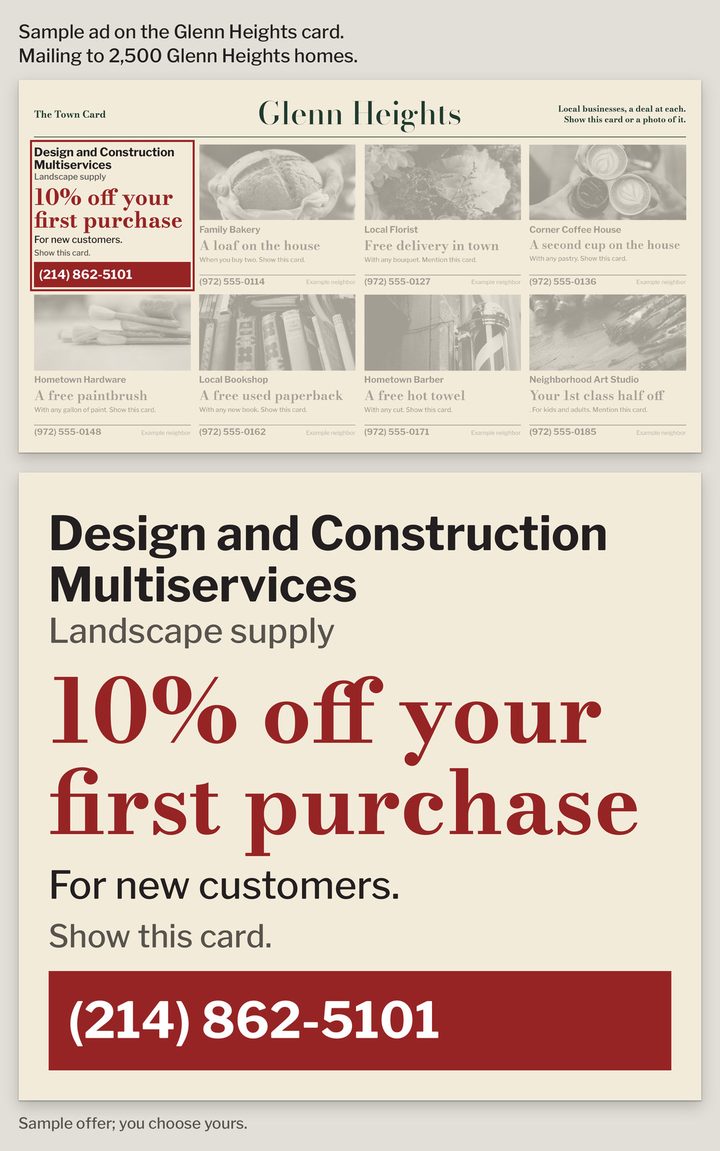 Sample ad on the Glenn Heights card.
Mailing to 2,500 Glenn Heights homes.
The Town Card
Glenn Heights
Local businesses, a deal at each.
Show this card or a photo of it.
Design and Construction
Multiservices
Landscape supply
10% off your
first purchase
For new customers.
Show this card.
(214) 862-5101
Family Bakery
A loaf on the house
When you buy two. Show this card.
(972) 555-0114
Example neighbor
Local Florist
Free delivery in town
With any bouquet. Mention this card.
(972) 555-0127
Corner Coffee House
A second cup on the house
With any pastry. Show this card.
(972) 555-0136
Example neighbor
Hometown Hardware
A free paintbrush
With any gallon of paint. Show this card.
(972) 555-0148
Example neighbor
Local Bookshop
A free used paperback
With any new book. Show this card.
(972) 555-0162
Example neighbor
Hometown Barber
A free hot towel
With any cut. Show this card.
(972) 555-0171
Example neighbor
Neighborhood Art Studio
Your 1st class half off
For kids and adults. Mention this card.
(972) 555-0185
Example neighbor
Design and Construction
Multiservices
Landscape supply
10% off your
first purchase
For new customers.
Show this card.
(214) 862-5101
Sample offer; you choose yours.